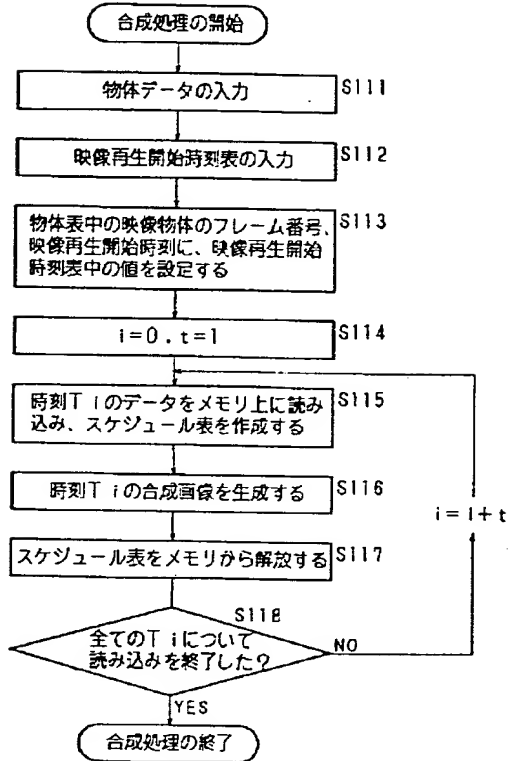 合成処理の開始
物体データの入力
S111
映像再生開始時刻表の入力
S112
物体表中の映像物体のフレーム番号、
映像再生開始時刻に、映像再生開始
時刻表中の値を設定する
S113
i=0．t=1
S114
時刻Tiのデータをメモリ上に読み
込み、スケジュール表を作成する
S115
時刻Tiの合成画像を生成する
S116
i=i+t
スケジュール表をメモリから解放する
S117
S118
全てのTiについて
読み込みを終了した?
NO
YES
合成処理の終了